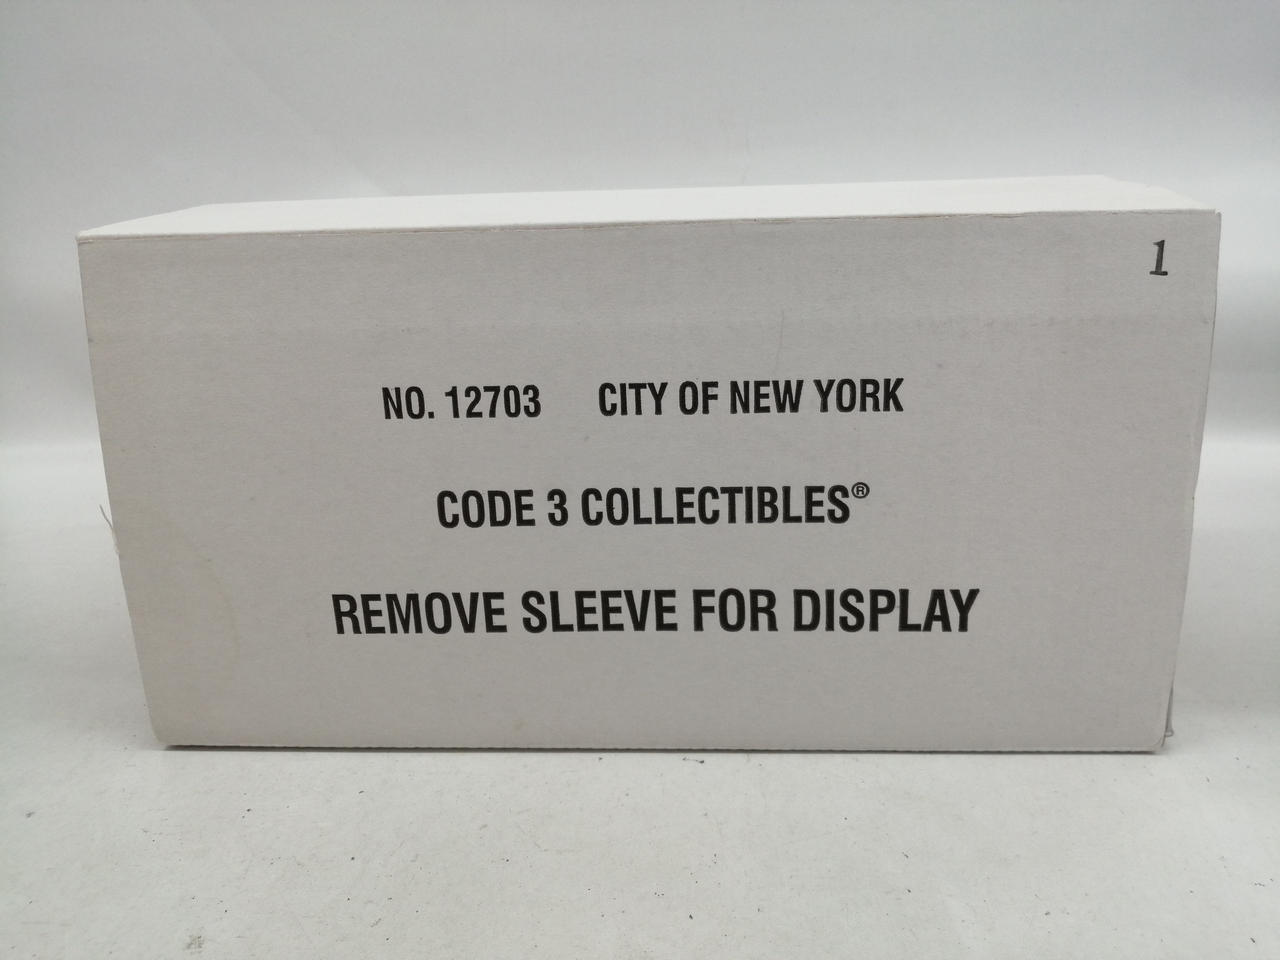 1
NO. 12703 CITY OF NEW YORK
CODE 3 COLLECTIBLES®
REMOVE SLEEVE FOR DISPLAY